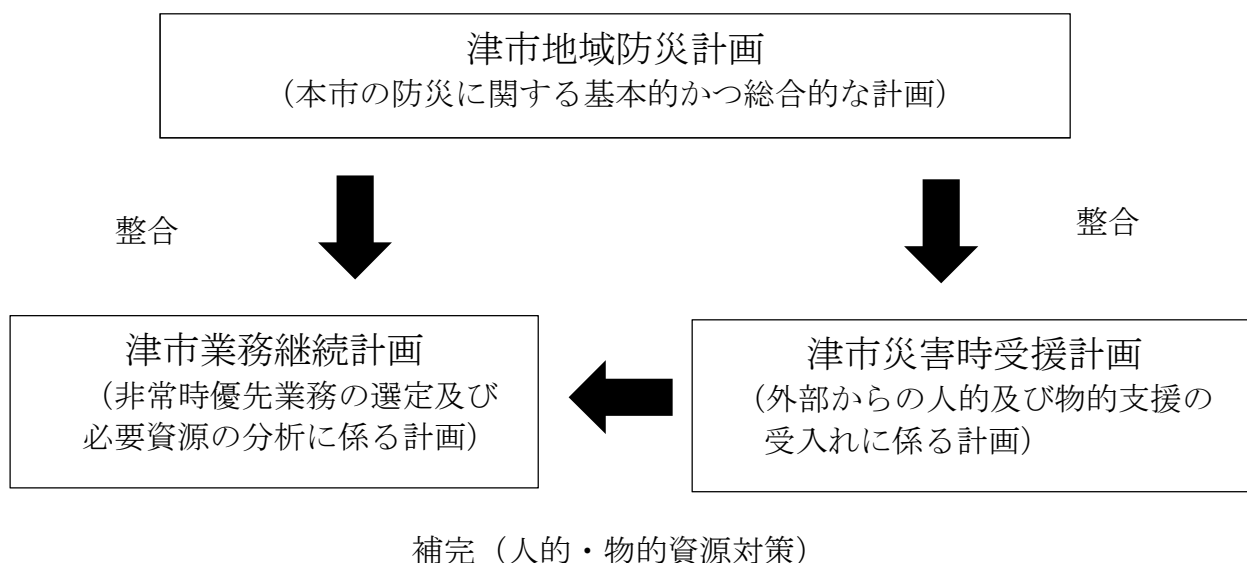 津市地域防災計画
（本市の防災に関する基本的かつ総合的な計画）
整合
整合
津市業務継続計画
（非常時優先業務の選定及び
必要資源の分析に係る計画）
津市災害時受援計画
（外部からの人的及び物的支援の
受入れに係る計画）
補完（人的・物的資源対策）